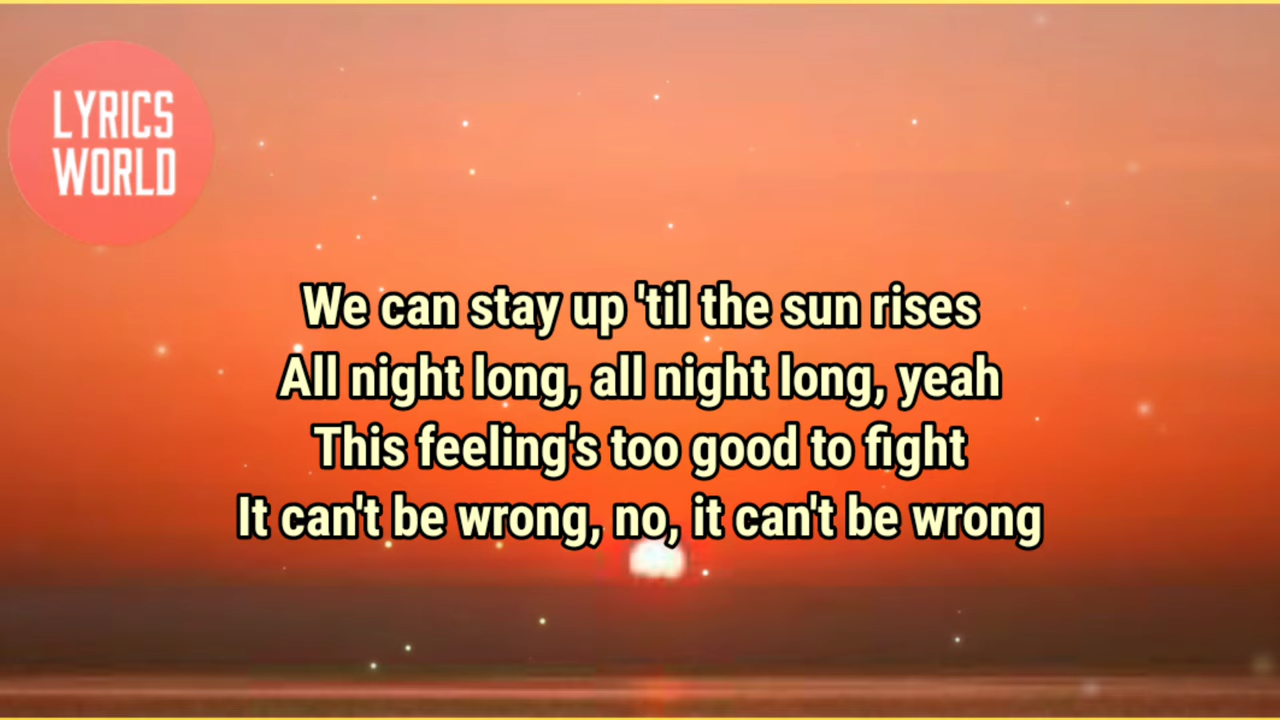 LYRICS
WORLD
We can stay up 'til the sun rises
All night long, all night long, yeah
This feeling's too good to fight
It can't be wrong, no, it can't be wrong